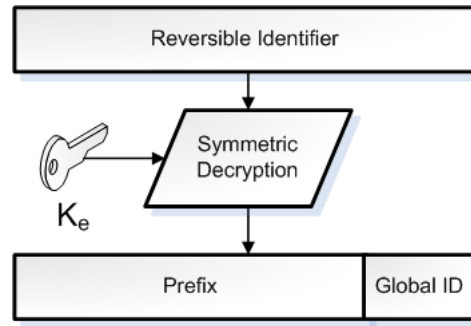 Reversible Identifier
Symmetric
Decryption
Ke
Prefix
Global ID